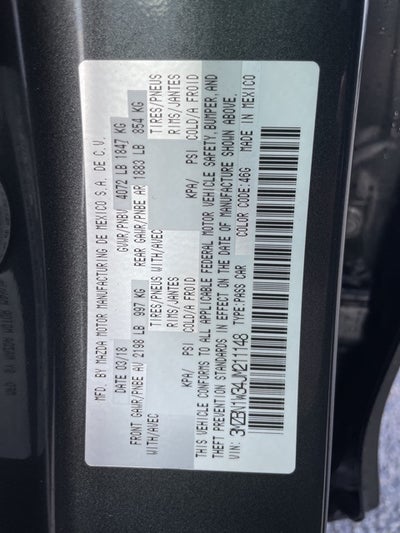 MFD. BY MAZDA MOTOR MANUFACTURING DE MEXICO S.A. DE C.V.
DATE 03/18 GVWR/PNBV 4072 LB 1847 KG
FRONT GAWR/PNBE AV 2198 LB 997 KG REAR GAWR/PNBE AR 1883 LB 854 KG
WITH/AVEC TIRES/PNEUS WITH/AVEC TIRES/PNEUS
RIMS/JANTES RIMS/JANTES
KPA/ PSI COLD/A FROID KPA/ PSI COLD/A FROID
THIS VEHICLE CONFORMS TO ALL APPLICABLE FEDERAL MOTOR VEHICLE SAFETY,BUMPER,AND
THEFT PREVENTION STANDARDS IN EFFECT ON THE DATE OF MANUFACTURE SHOWN ABOVE.
VIN: 3MZBN1W34JM211148 TYPE:PASS CAR COLOR CODE:46G MADE IN MEXICO